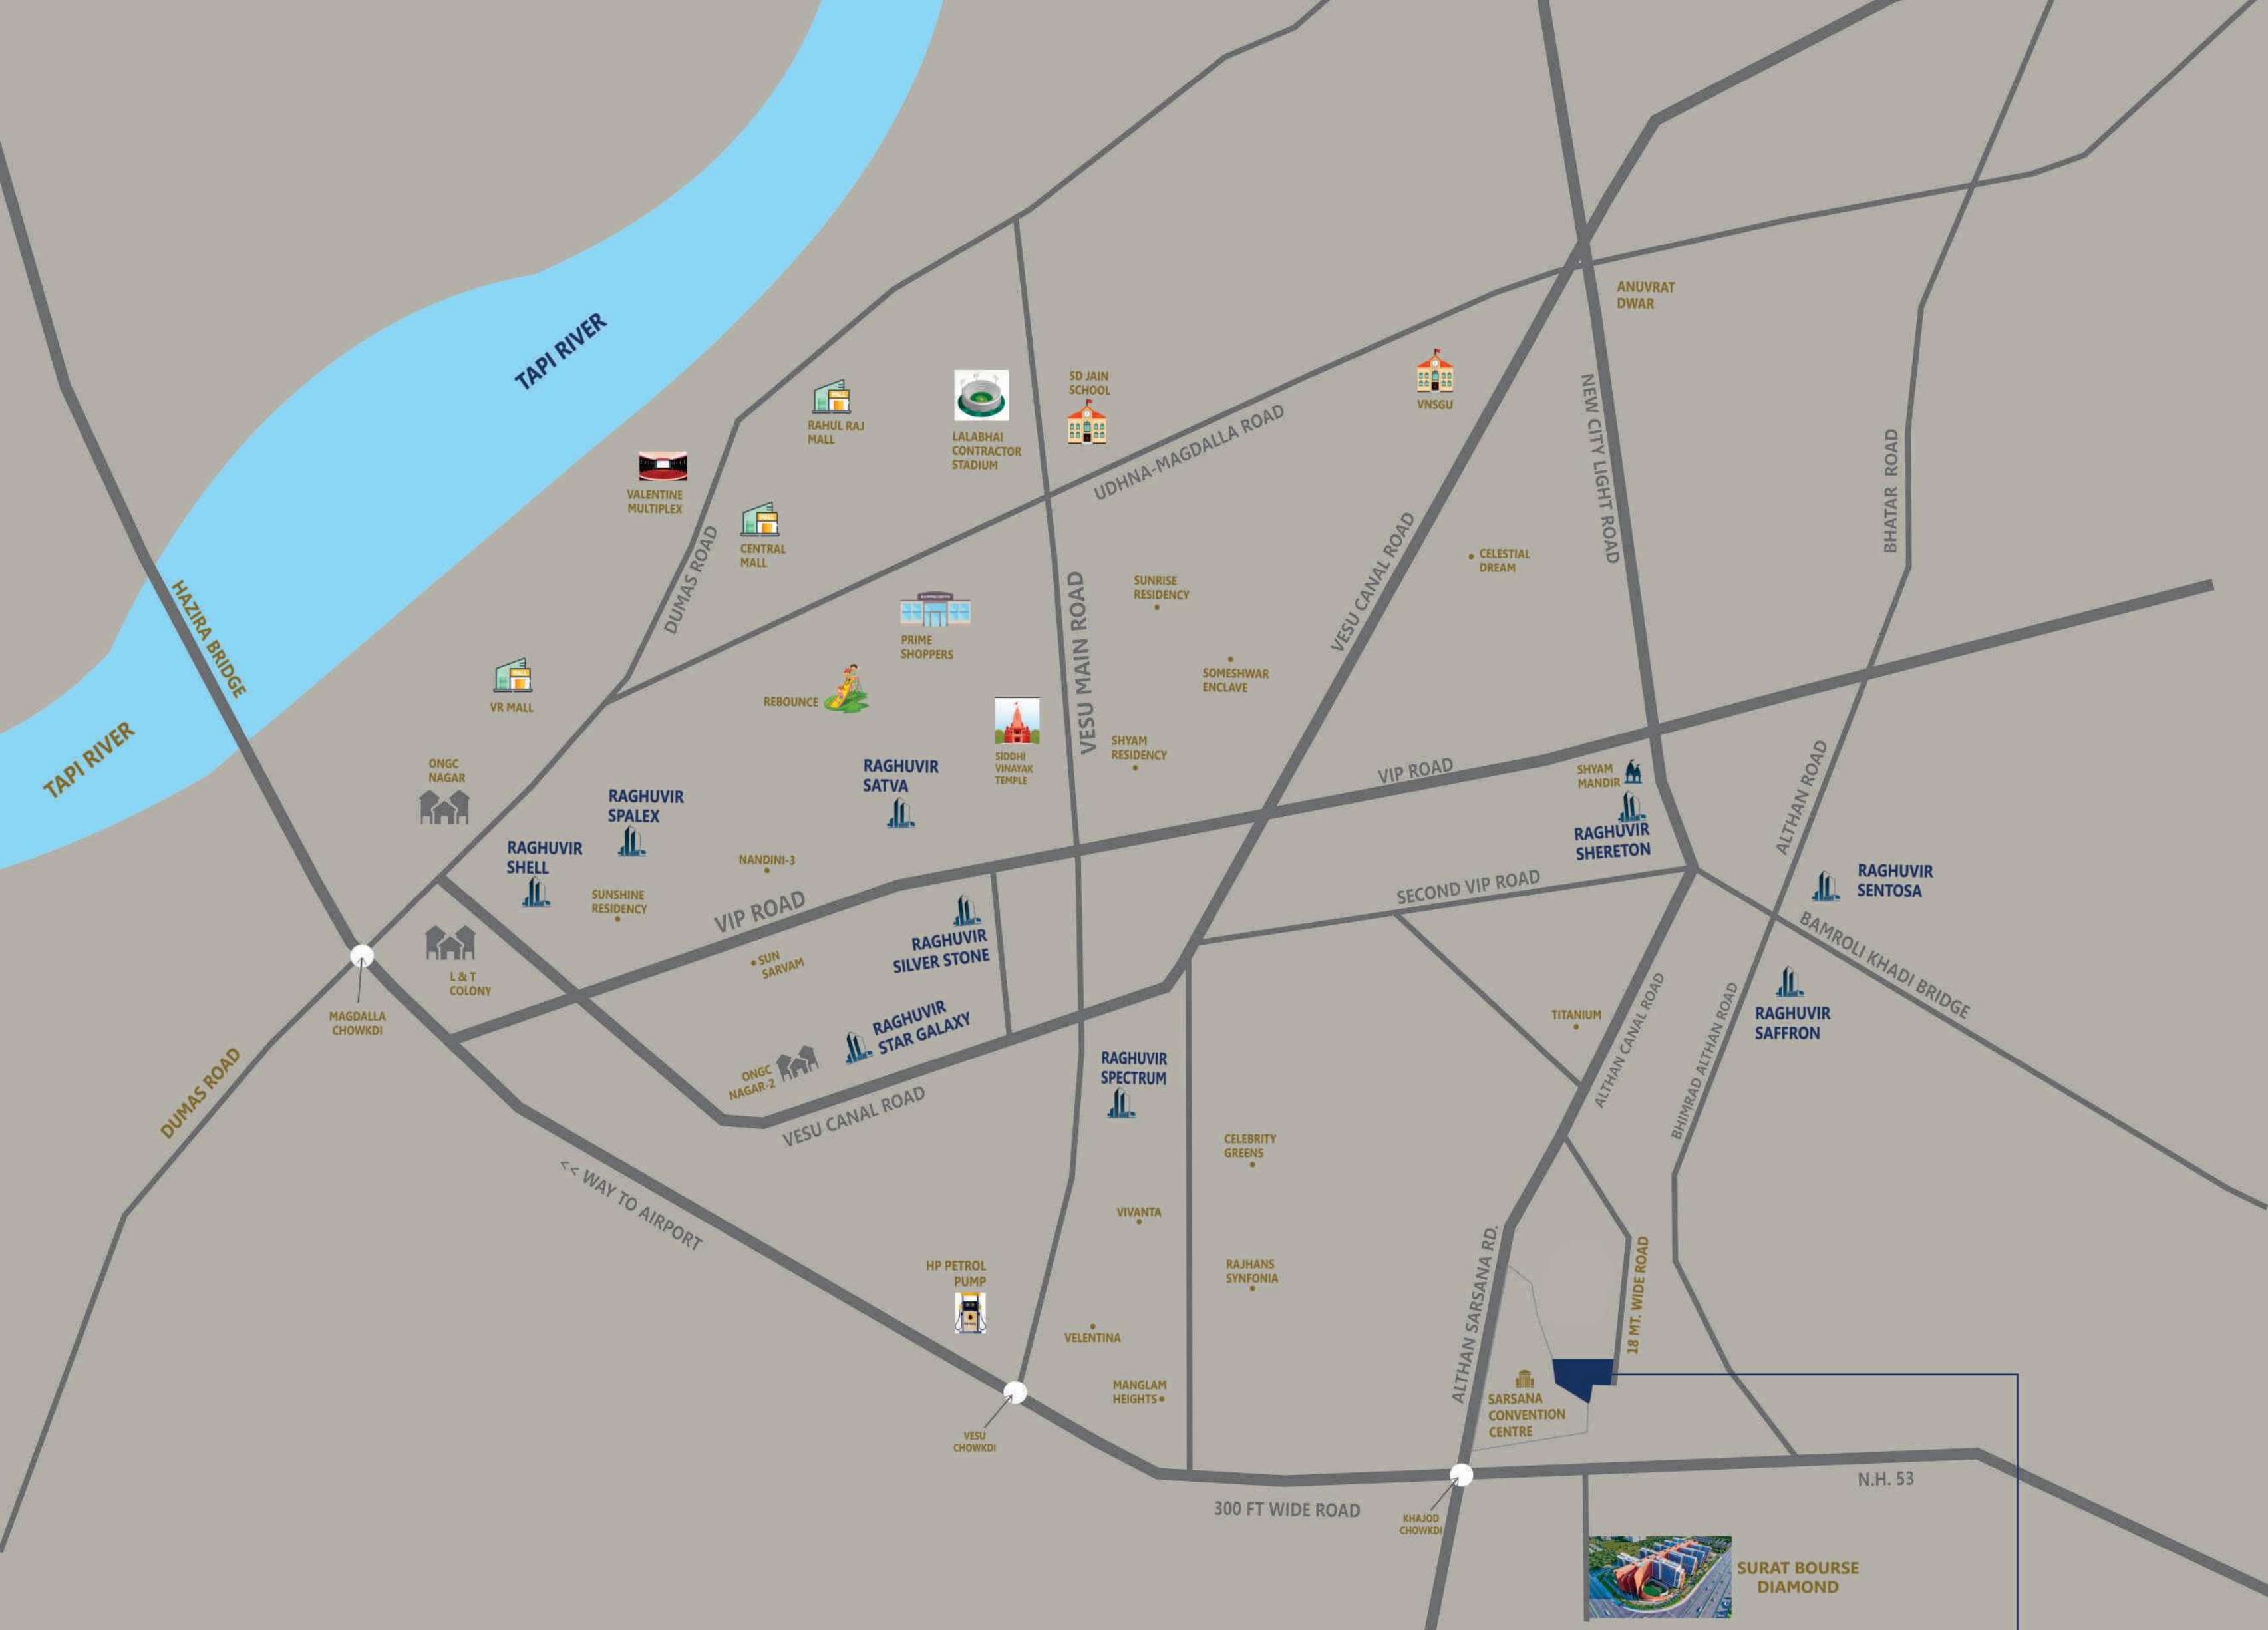 TAPI RIVER
ANUVRAT
DWAR
SD JAIN
SCHOOL
VNSGU
RAHUL RAJ
MALL
LALABHAI
CONTRACTOR
STADIUM
UDHNA-MAGDALLA ROAD
NEW CITY LIGHT ROAD
BHATAR ROAD
VALENTINE
MULTIPLEX
CENTRAL
MALL
DUMAS ROAD
VESU CANAL ROAD
CELESTIAL
DREAM
HAZIRA BRIDGE
SUNRISE
RESIDENCY
VESU MAIN ROAD
PRIME
SHOPPERS
SOMESHWAR
ENCLAVE
VR MALL
REBOUNCE
TAPI RIVER
SIDDHI
VINAYAK
TEMPLE
SHYAM
RESIDENCY
ONGC
NAGAR
RAGHUVIR
SATVA
VIP ROAD
SHYAM
MANDIR
ALTHAN ROAD
RAGHUVIR
SPALEX
RAGHUVIR
SHELL
RAGHUVIR
SHERETON
NANDINI-3
SUNSHINE
RESIDENCY
VIP ROAD
SECOND VIP ROAD
RAGHUVIR
SENTOSA
BAMROLI KHADI BRIDGE
RAGHUVIR
SILVER STONE
SUN
SARVAM
L & T
COLONY
MAGDALLA
CHOWKDI
RAGHUVIR
STAR GALAXY
TITANIUM
ALTHAN CANAL ROAD
BHIMRAD ALTHAN ROAD
RAGHUVIR
SAFFRON
DUMAS ROAD
ONGC
NAGAR-2
RAGHUVIR
SPECTRUM
VESU CANAL ROAD
<< WAY TO AIRPORT
CELEBRITY
GREENS
VIVANTA
HP PETROL
PUMP
RAJHANS
SYNFONIA
ALTHAN SARSANA RD.
18 MT. WIDE ROAD
VELENTINA
MANGLAM
HEIGHTS
SARSANA
CONVENTION
CENTRE
VESU
CHOWKDI
300 FT WIDE ROAD
KHAJOD
CHOWKDI
N.H. 53
SURAT BOURSE
DIAMOND